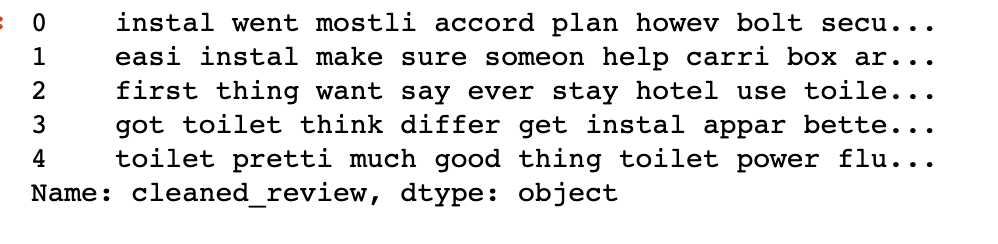 0 instal went mostli accord plan howev bolt secu...
1 easi instal make sure someon help carri box ar...
2 first thing want say ever stay hotel use toile...
3 got toilet think differ get instal appar bette...
4 toilet pretti much good thing toilet power flu...
Name: cleaned_review, dtype: object